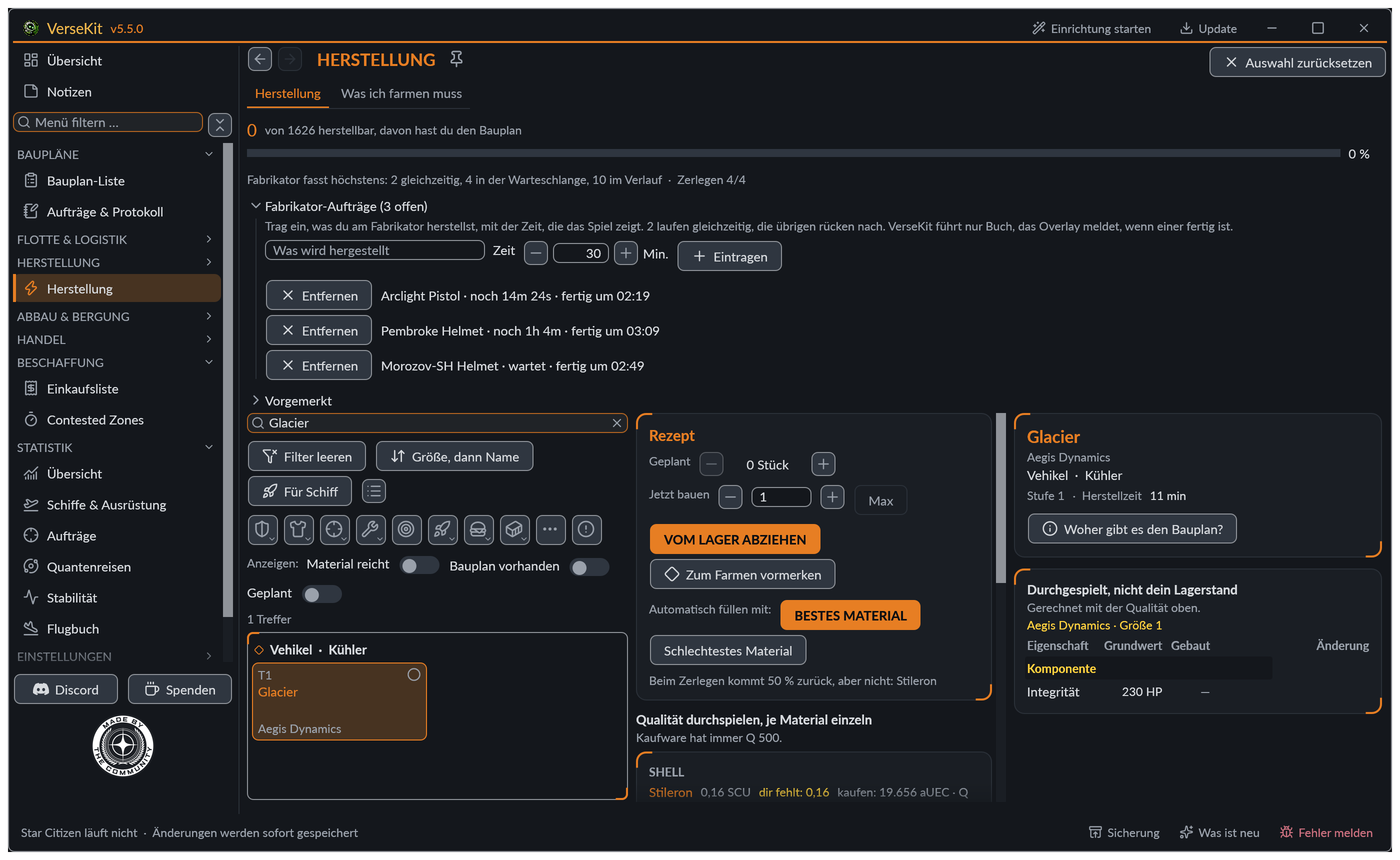 VerseKit v5.5.0
Einrichtung starten
Update
Übersicht
Notizen
Menü filtern ...
BAUPLÄNE
Bauplan-Liste
Aufträge & Protokoll
FLOTTE & LOGISTIK
HERSTELLUNG
Herstellung
ABBAU & BERGUNG
HANDEL
BESCHAFFUNG
Einkaufsliste
Contested Zones
STATISTIK
Übersicht
Schiffe & Ausrüstung
Aufträge
Quantenreisen
Stabilität
Flugbuch
EINSTELLUNGEN
Discord
Spenden
MADE BY
THE COMMUNITY
HERSTELLUNG
Auswahl zurücksetzen
Herstellung
Was ich farmen muss
0 von 1626 herstellbar, davon hast du den Bauplan
0 %
Fabrikator fasst höchstens: 2 gleichzeitig, 4 in der Warteschlange, 10 im Verlauf · Zerlegen 4/4
Fabrikator-Aufträge (3 offen)
Trag ein, was du am Fabrikator herstellst, mit der Zeit, die das Spiel zeigt. 2 laufen gleichzeitig, die übrigen rücken nach. VerseKit führt nur Buch, das Overlay meldet, wenn einer fertig ist.
Was wird hergestellt
Zeit
30
Min.
Eintragen
Entfernen
Arclight Pistol · noch 14m 24s · fertig um 02:19
Entfernen
Pembroke Helmet · noch 1h 4m · fertig um 03:09
Entfernen
Morozov-SH Helmet · wartet · fertig um 02:49
Vorgemerkt
Glacier
Filter leeren
Größe, dann Name
Für Schiff
Anzeigen:
Material reicht
Bauplan vorhanden
Geplant
1 Treffer
Vehikel · Kühler
T1
Glacier
Aegis Dynamics
Rezept
Geplant
0 Stück
Jetzt bauen
1
Max
VOM LAGER ABZIEHEN
Zum Farmen vormerken
Automatisch füllen mit:
BESTES MATERIAL
Schlechtestes Material
Beim Zerlegen kommt 50 % zurück, aber nicht: Stileron
Qualität durchspielen, je Material einzeln
Kaufware hat immer Q 500.
SHELL
Stileron 0,16 SCU dir fehlt: 0,16 kaufen: 19.656 aUEC · Q
Glacier
Aegis Dynamics
Vehikel · Kühler
Stufe 1 · Herstellzeit 11 min
Woher gibt es den Bauplan?
Durchgespielt, nicht dein Lagerstand
Gerechnet mit der Qualität oben.
Aegis Dynamics · Größe 1
Eigenschaft Grundwert Gebaut Änderung
Komponente
Integrität 230 HP —
Star Citizen läuft nicht · Änderungen werden sofort gespeichert
Sicherung
Was ist neu
Fehler melden